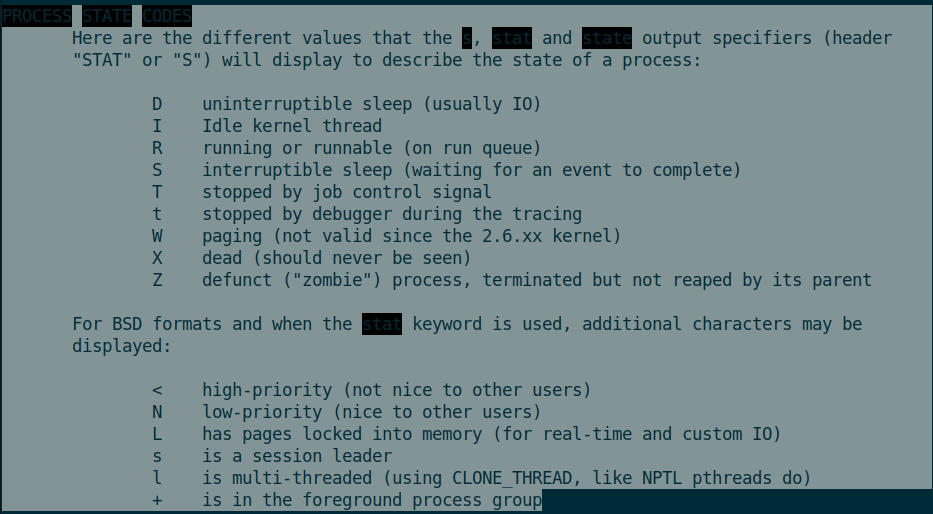 PROCESS STATE CODES
Here are the different values that the s, stat and state output specifiers (header
"STAT" or "S") will display to describe the state of a process:
D uninterruptible sleep (usually IO)
I Idle kernel thread
R running or runnable (on run queue)
S interruptible sleep (waiting for an event to complete)
T stopped by job control signal
t stopped by debugger during the tracing
W paging (not valid since the 2.6.xx kernel)
X dead (should never be seen)
Z defunct ("zombie") process, terminated but not reaped by its parent
For BSD formats and when the stat keyword is used, additional characters may be
displayed:
< high-priority (not nice to other users)
N low-priority (nice to other users)
L has pages locked into memory (for real-time and custom IO)
s is a session leader
l is multi-threaded (using CLONE_THREAD, like NPTL pthreads do)
+ is in the foreground process group